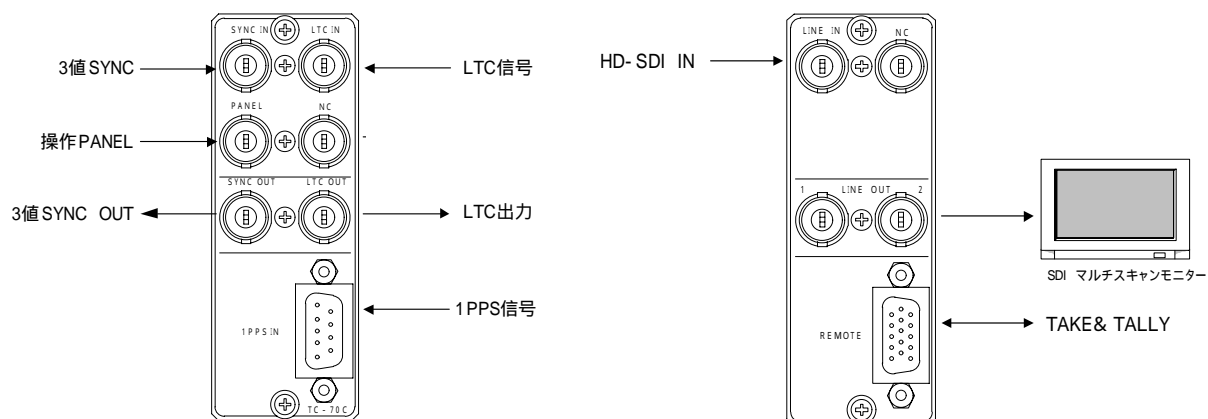 SYNC IN LTC IN
3値SYNC
LTC信号
PANEL NC
操作PANEL
SYNC OUT LTC OUT
3値SYNC OUT
LTC出力
1PPS信号
1PPS IN
TC-70C
LINE IN NC
HD-SDI IN
1 LINE OUT 2
SDI マルチスキャンモニター
REMOTE
TAKE& TALLY